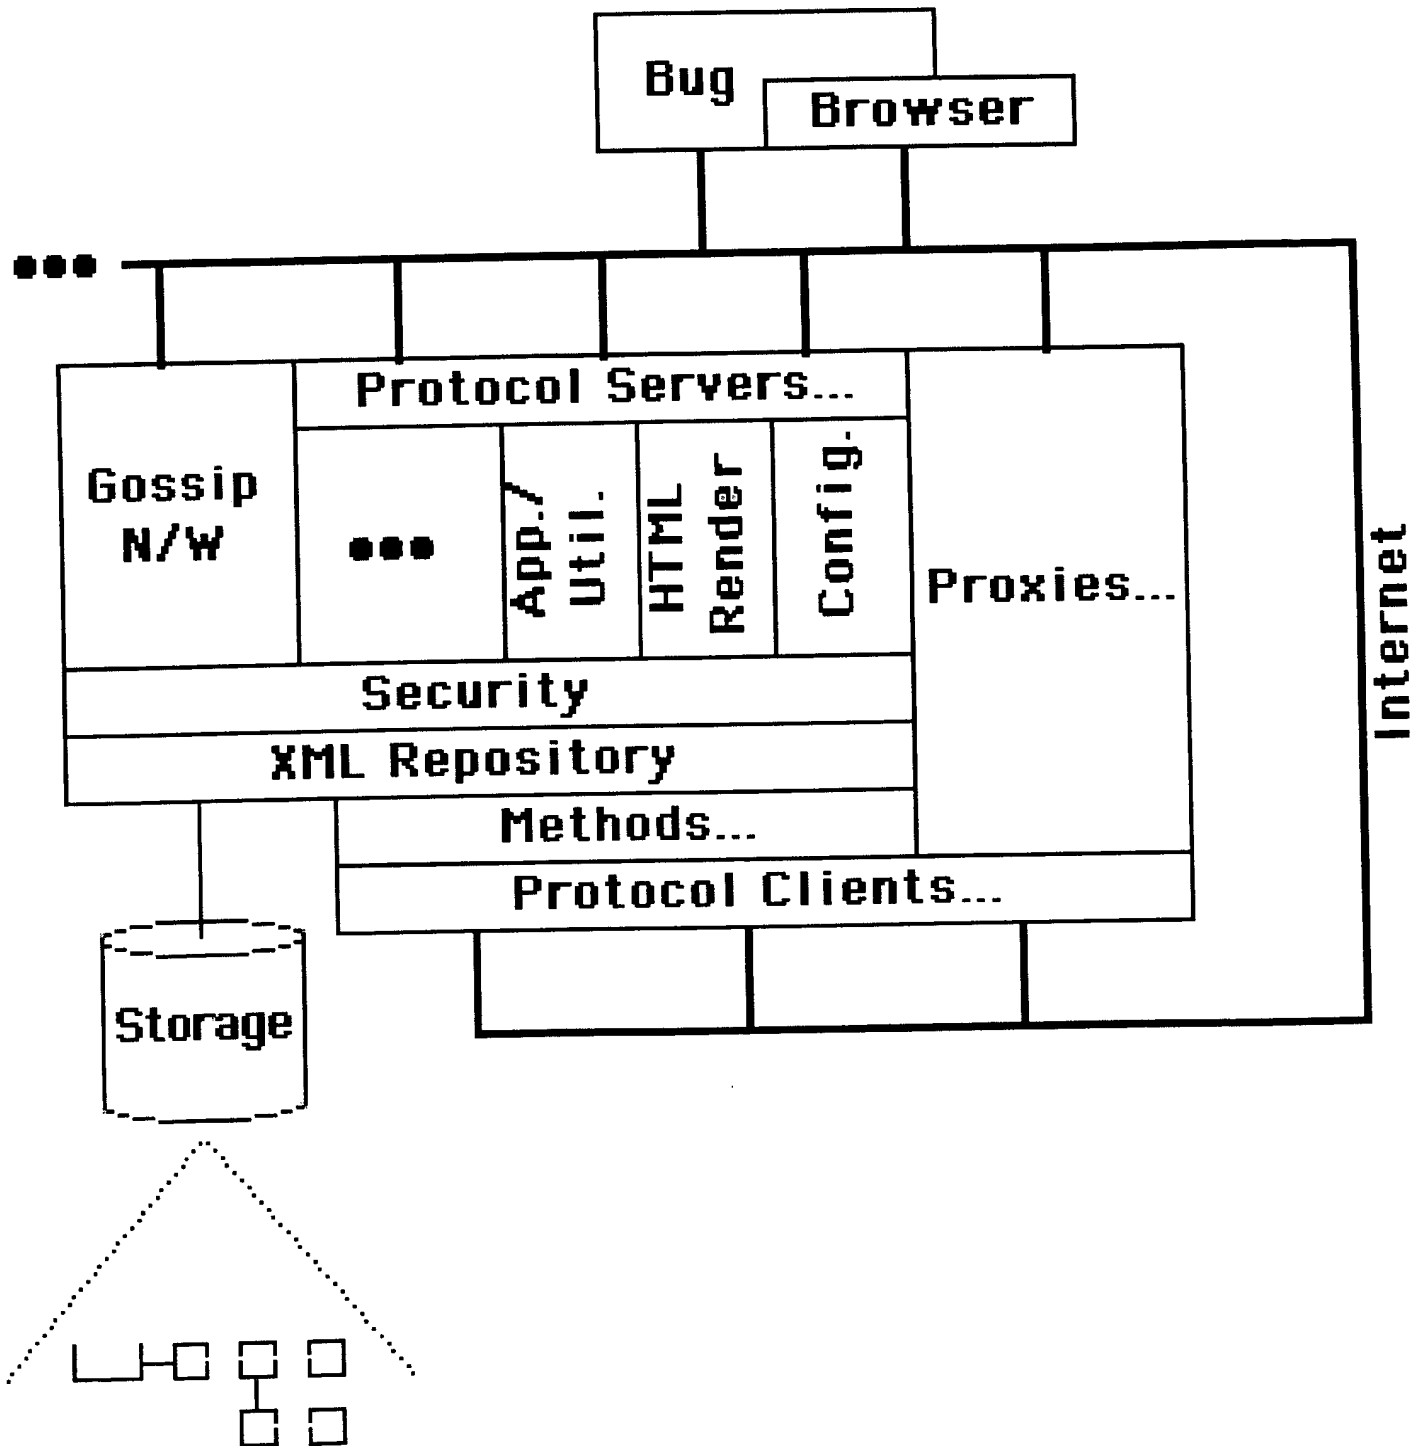 Bug
Browser
•••
Protocol Servers...
Gossip
N/W
•••
App./
Util.
HTML
Render
Config.
Proxies...
Internet
Security
XML Repository
Methods...
Protocol Clients...
Storage